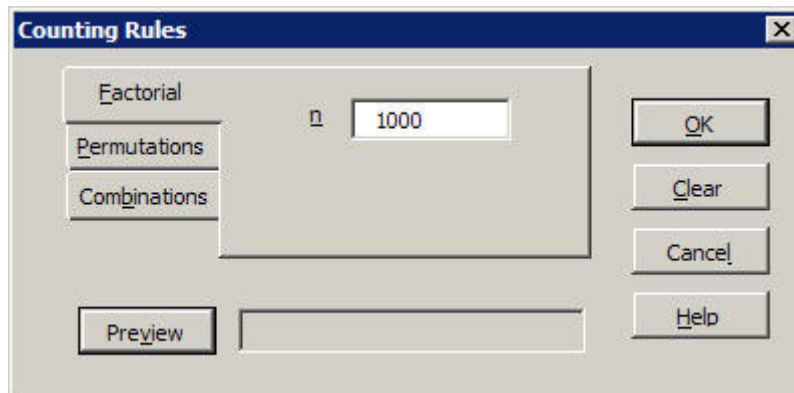 Counting Rules
Factorial
n 1000
Permutations
Combinations
OK
Clear
Cancel
Help
Preview